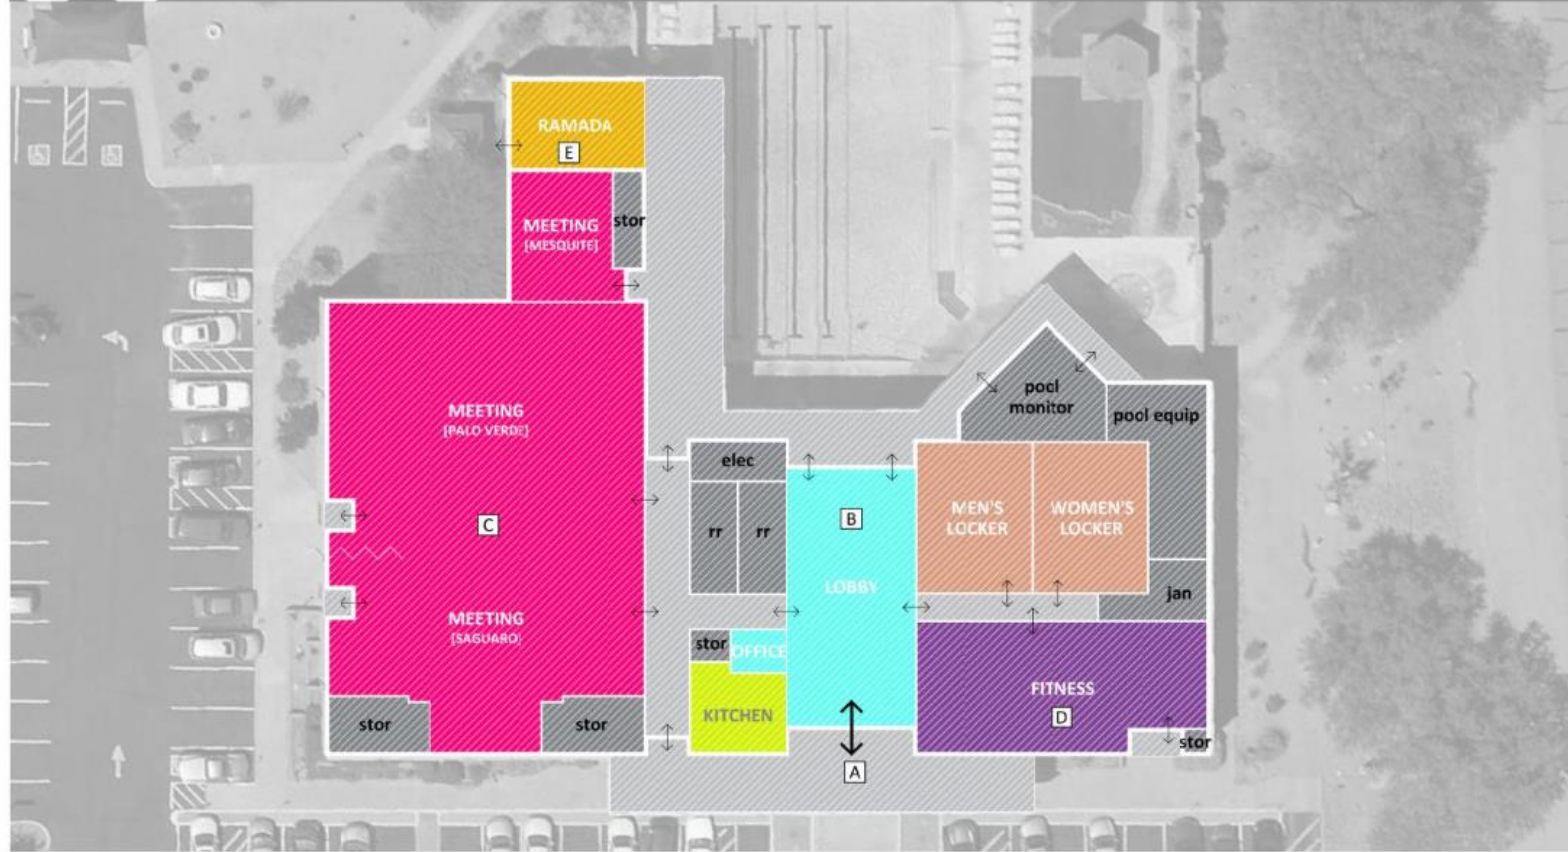 RAMADA
E
MEETING
[MESQUITE]
stor
MEETING
[PALO VERDE]
C
MEETING
[SAGUARO]
stor
stor
elec
rr
rr
stor
OFFICE
KITCHEN
B
LOBBY
A
pool
monitor
pool equip
MEN'S
LOCKER
WOMEN'S
LOCKER
jan
FITNESS
D
stor